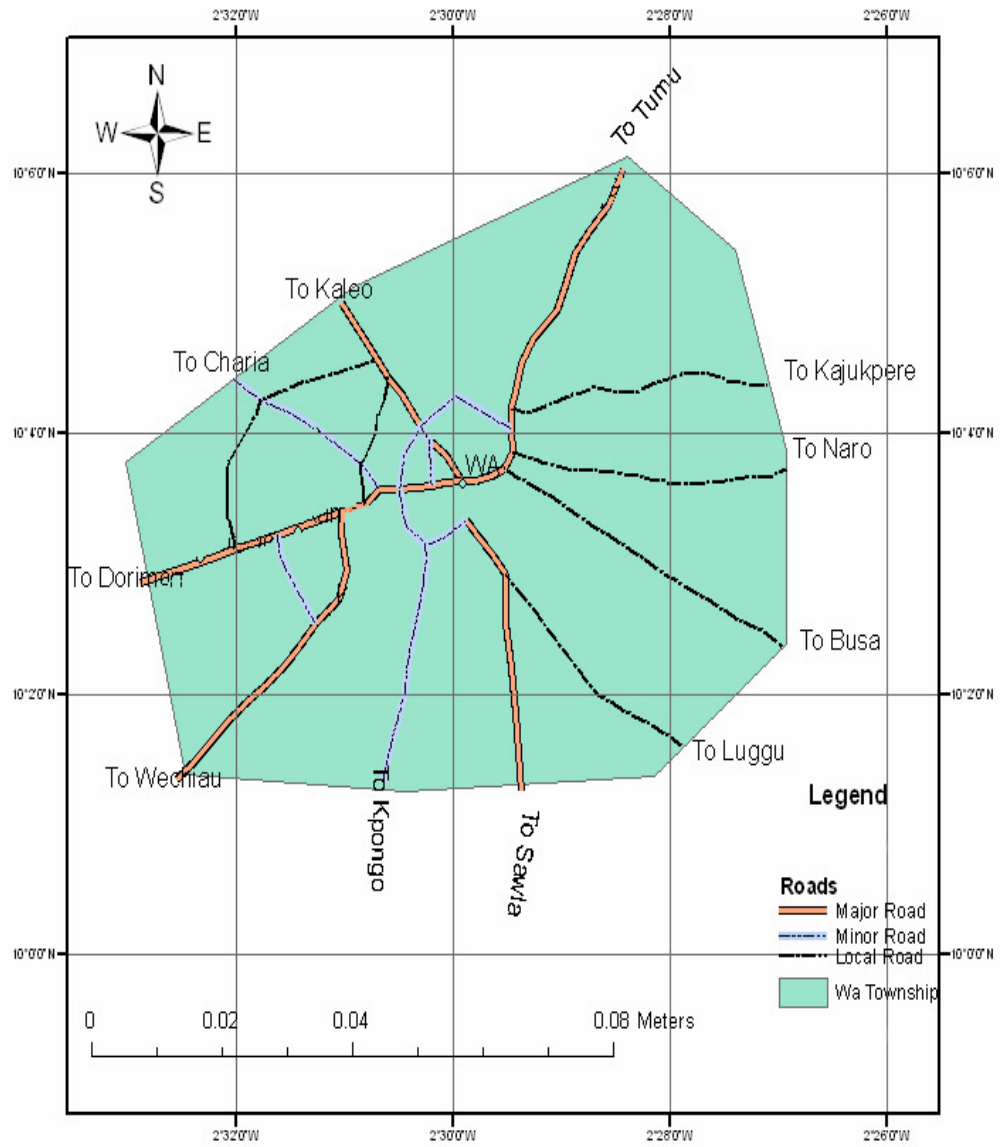 2°32'0"W 2°30'0"W 2°28'0"W 2°26'0"W
N
W E
S
To Tumu
10°6'0"N 10°6'0"N
To Kaleo
To Charia
To Kajukpere
10°4'0"N 10°4'0"N
To Naro
WA
To Dorimon
To Busa
10°2'0"N 10°2'0"N
To Luggu
To Wechiau
To Kpongo
To Sawla
Legend
Roads
Major Road
Minor Road
Local Road
10°0'0"N 10°0'0"N
Wa Township
0 0.02 0.04 0.08 Meters
2°32'0"W 2°30'0"W 2°28'0"W 2°26'0"W